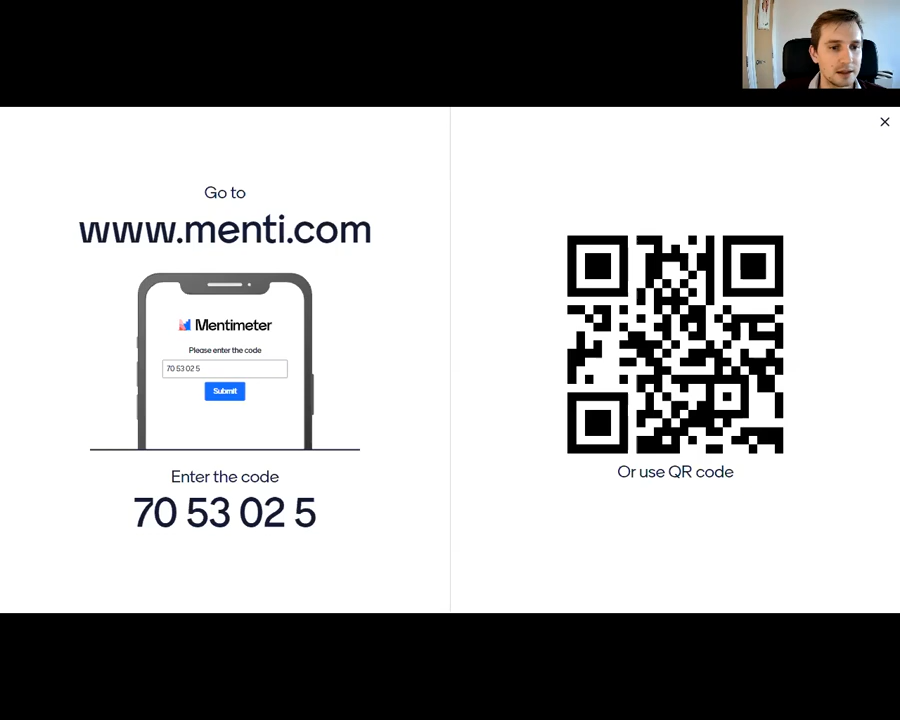 Go to
www.menti.com
Mentimeter
Please enter the code
70 53 02 5
Submit
Enter the code
70 53 02 5
Or use QR code